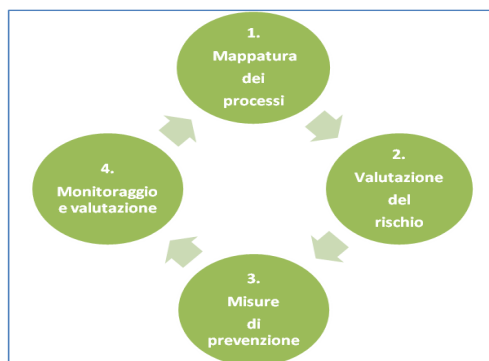 1.
Mappatura
dei
processi
2.
Valutazione
del
rischio
3.
Misure
di
prevenzione
4.
Monitoraggio
e valutazione